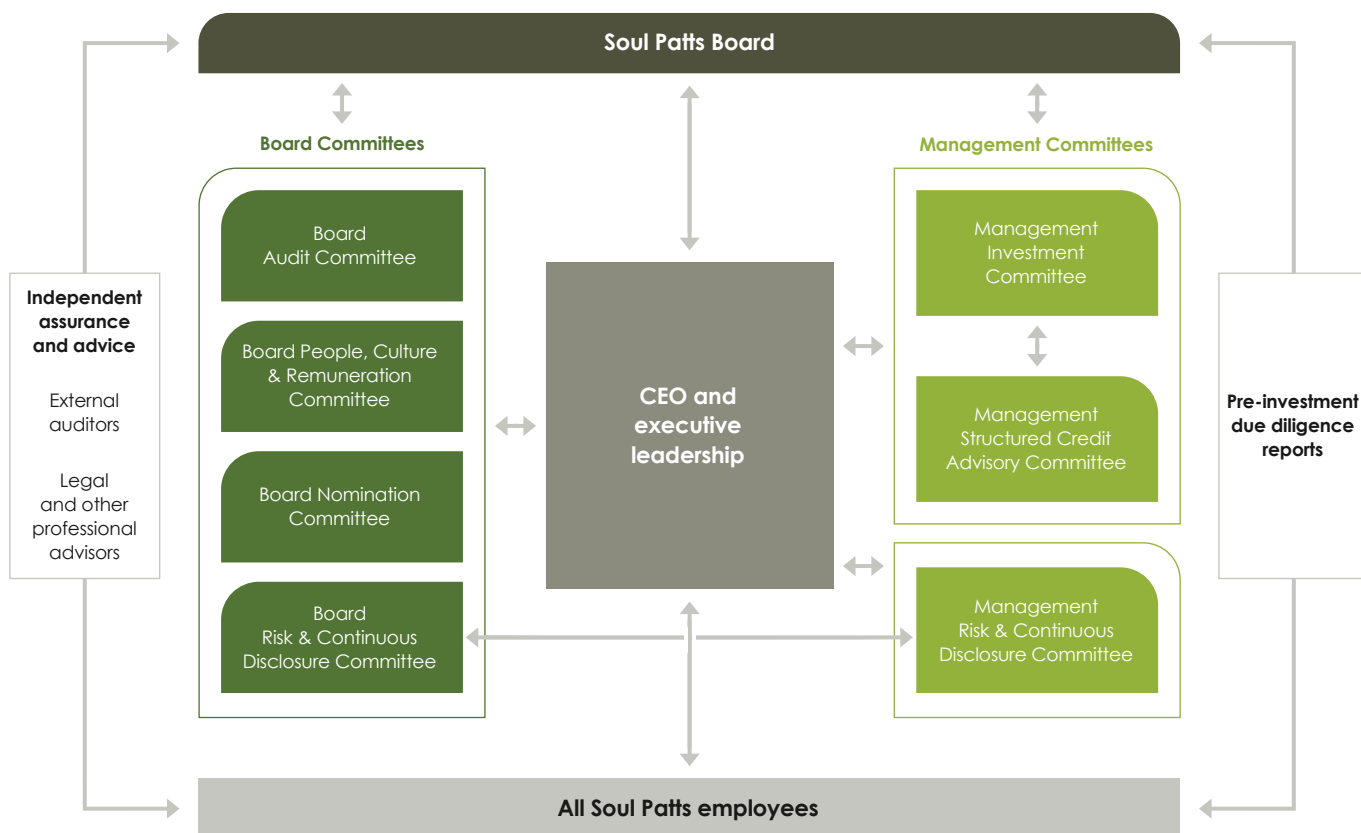 Soul Patts Board
Board Committees
Management Committees
Board
Audit Committee
Board People, Culture
& Remuneration
Committee
Board Nomination
Committee
Board
Risk & Continuous
Disclosure Committee
Independent
assurance
and advice
External
auditors
Legal
and other
professional
advisors
CEO and
executive
leadership
Management
Investment
Committee
Management
Structured Credit
Advisory Committee
Management
Risk & Continuous
Disclosure Committee
Pre-investment
due diligence
reports
All Soul Patts employees